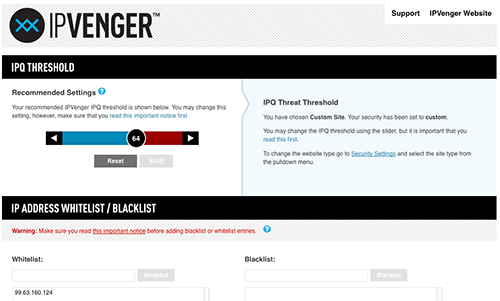 IPVENGER™
Support IPVenger Website
IPQ THRESHOLD
Recommended Settings ?
Your recommended IPVenger IPQ threshold is shown below. You may change this
setting, however, make sure that you read this important notice first
64
Reset SAVE
IPQ Threat Threshold
You have chosen Custom Site. Your security has been set to custom.
You may change the IPQ threshold using the slider, but it is important that you
read this first.
To change the website type go to Security Settings and select the site type from
the pulldown menu.
IP ADDRESS WHITELIST / BLACKLIST
Warning: Make sure you read this important notice before adding blacklist or whitelist entries. ?
Whitelist:
Whitelist
99.63.160.124
Blacklist:
Blacklist